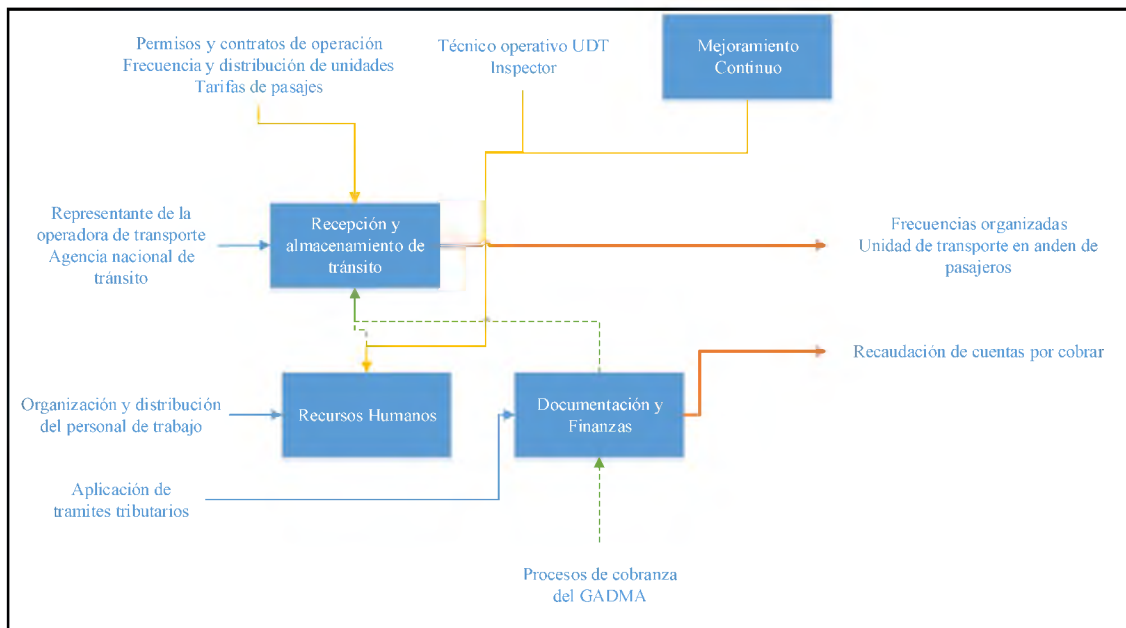 Permisos y contratos de operación
Frecuencia y distribución de unidades
Tarifas de pasajes
Técnico operativo UDT
Inspector
Mejoramiento
Continuo
Representante de la
operadora de transporte
Agencia nacional de
tránsito
Recepción y
almacenamiento de
tránsito
Frecuencias organizadas
Unidad de transporte en anden de
pasajeros
Recaudación de cuentas por cobrar
Organización y distribución
del personal de trabajo
Recursos Humanos
Documentación y
Finanzas
Aplicación de
tramites tributarios
Procesos de cobranza
del GADMA